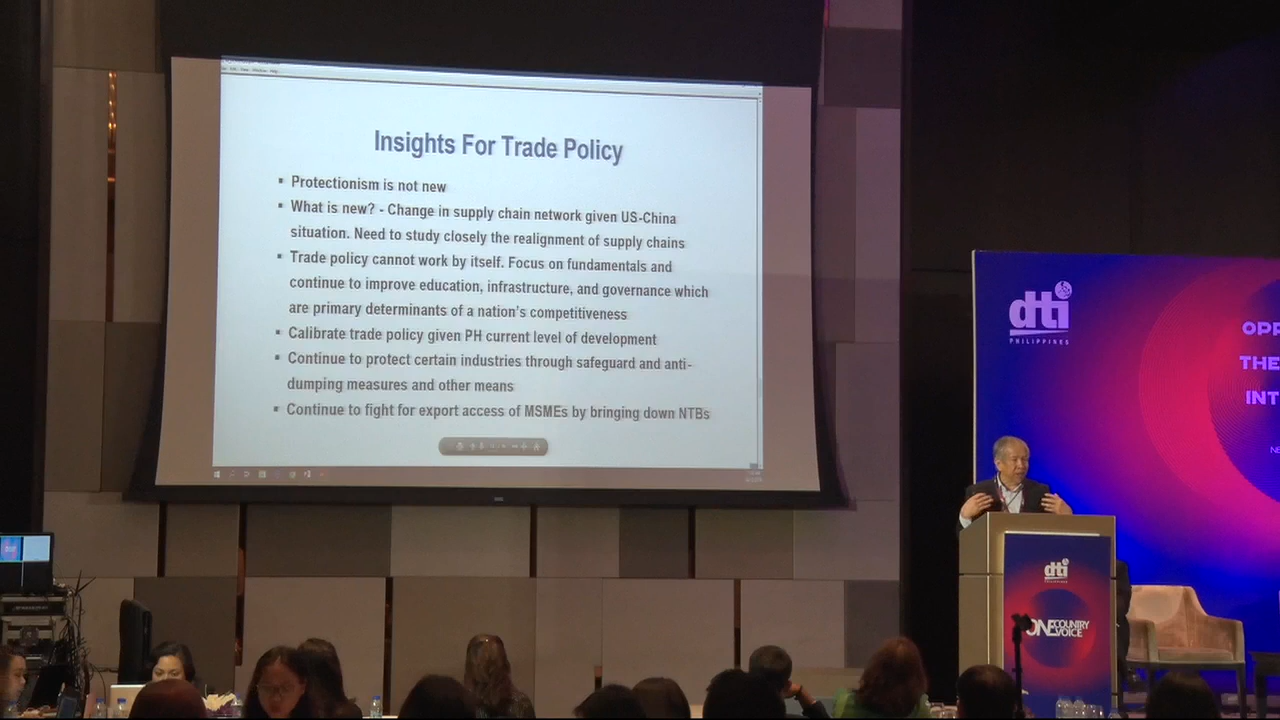 Insights For Trade Policy
▪ Protectionism is not new
▪ What is new? - Change in supply chain network given US-China
situation. Need to study closely the realignment of supply chains
▪ Trade policy cannot work by itself. Focus on fundamentals and
continue to improve education, infrastructure, and governance which
are primary determinants of a nation's competitiveness
▪ Calibrate trade policy given PH current level of development
▪ Continue to protect certain industries through safeguard and anti-
dumping measures and other means
▪ Continue to fight for export access of MSMEs by bringing down NTBs
dti
PHILIPPINES
OPP
THE
INT
NE
dti
PHILIPPINES
ONE COUNTRY
VOICE